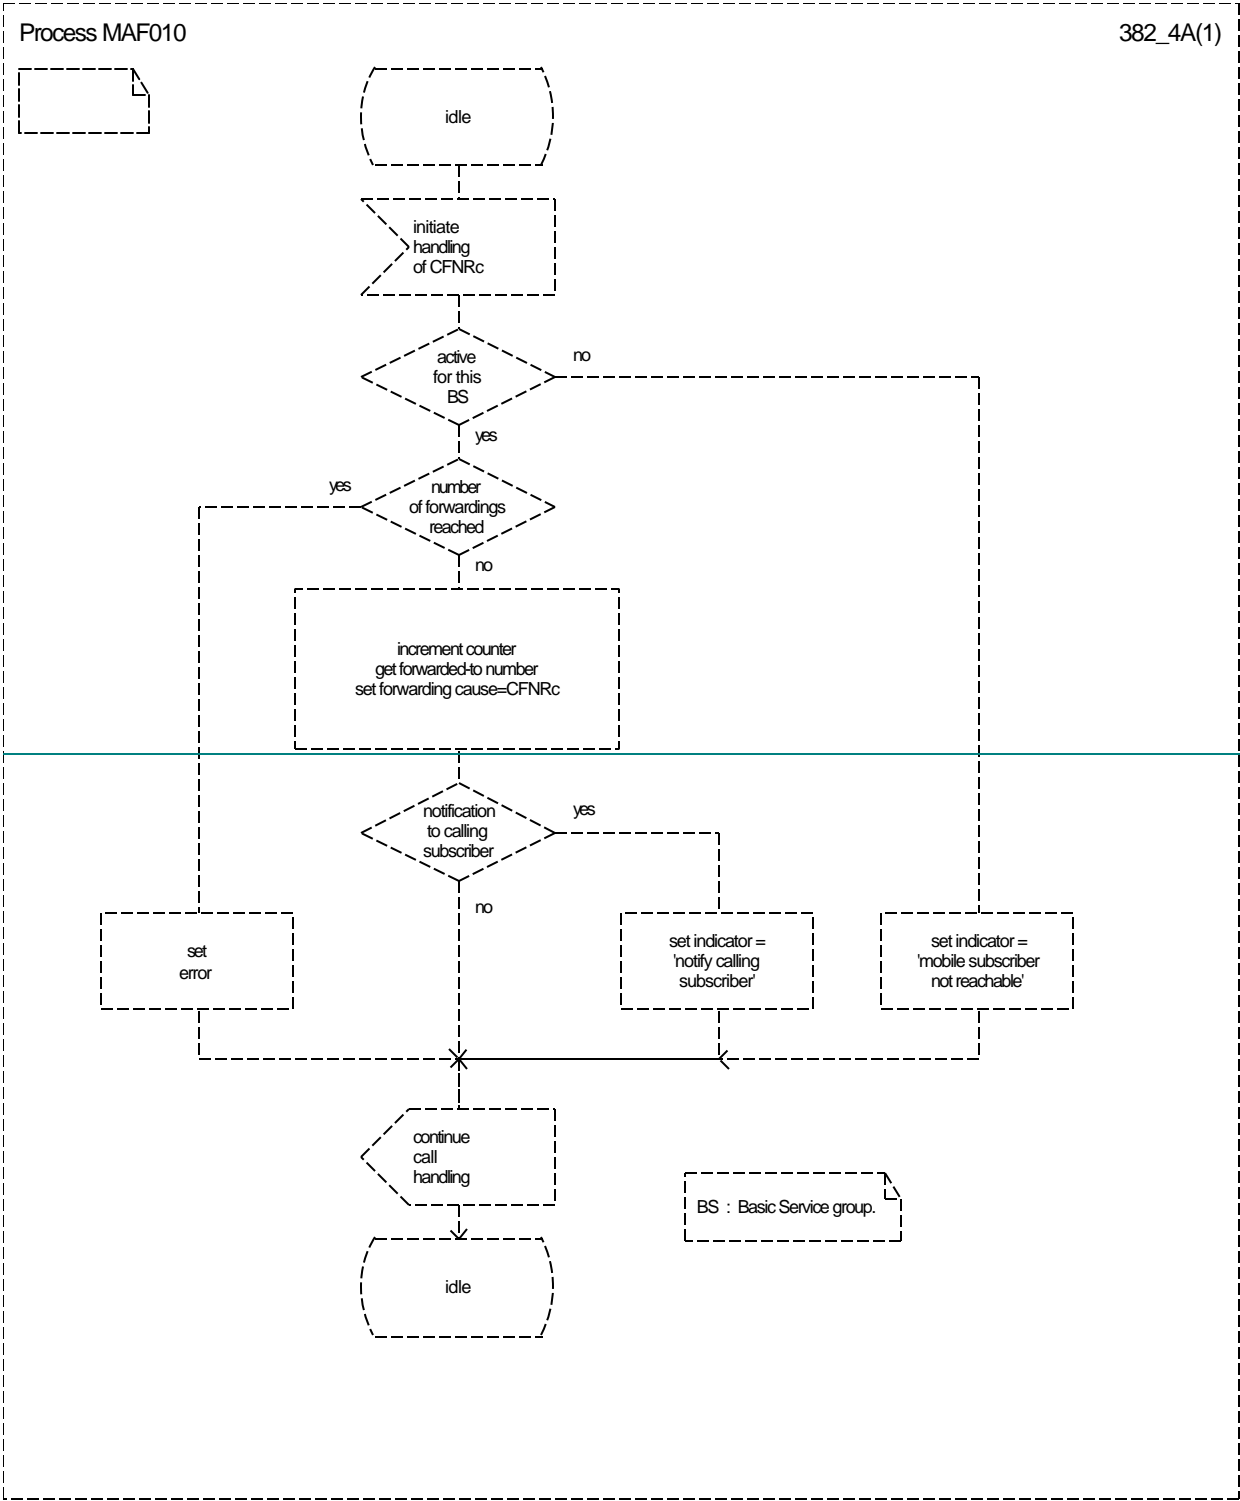 Process MAF010
382_4A(1)
idle
initiate
handling
of CFNRc
active
for this
BS
no
yes
number
of forwardings
reached
yes
no
increment counter
get forwarded-to number
set forwarding cause=CFNRc
notification
to calling
subscriber
yes
no
set
error
set indicator =
'notify calling
subscriber'
set indicator =
'mobile subscriber
not reachable'
continue
call
handling
BS : Basic Service group.
idle